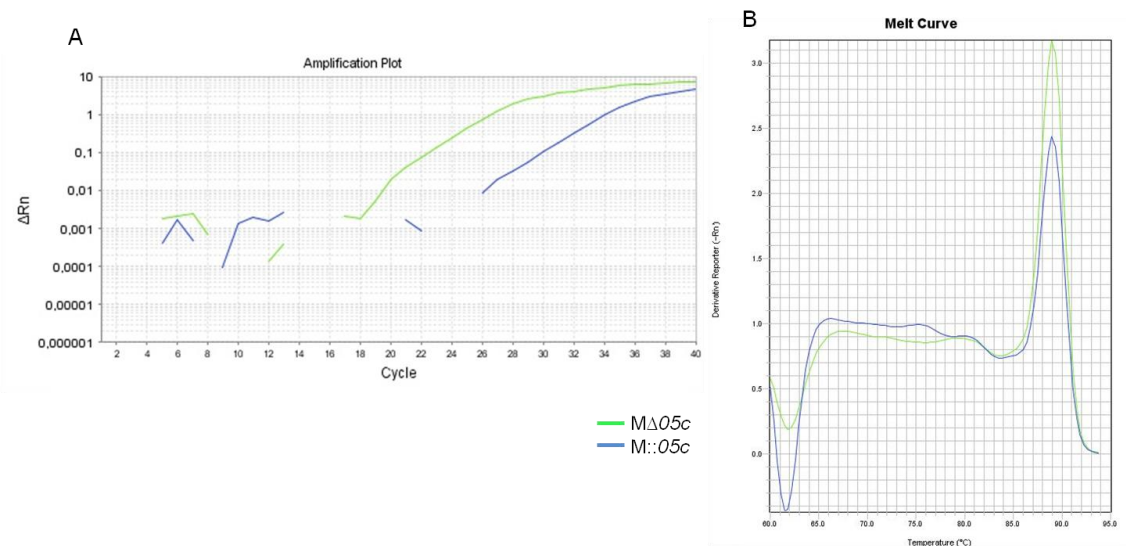 A
Amplification Plot
10
1
0,1
0,01
0,001
0,0001
0,00001
0,000001
ΔRn
2 4 6 8 10 12 14 16 18 20 22 24 26 28 30 32 34 36 38 40
Cycle
MΔ05c
M::05c
B
Melt Curve
3.0
2.5
2.0
1.5
1.0
0.5
0.0
Derivative Reporter (-Rn')
60.0 65.0 70.0 75.0 80.0 85.0 90.0 95.0
Temperature (°C)